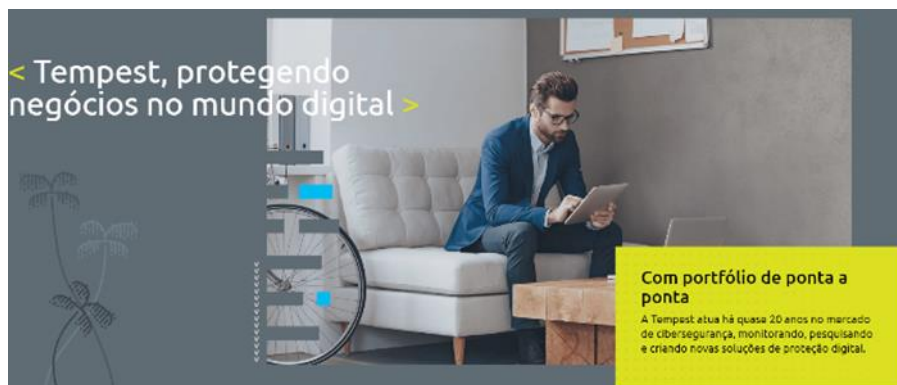 < Tempest, protegendo
negócios no mundo digital >
Com portfólio de ponta a
ponta
A Tempest atua há quase 20 anos no mercado
de cibersegurança, monitorando, pesquisando
e criando novas soluções de proteção digital.